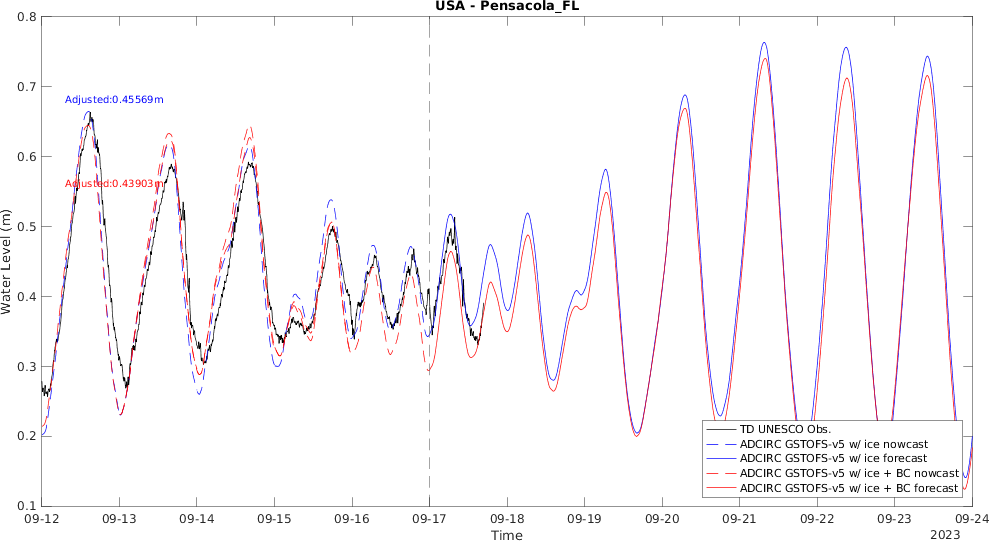 USA - Pensacola_FL
0.8
0.7
0.6
0.5
0.4
0.3
0.2
0.1
Water Level (m)
Adjusted:0.45569m
Adjusted:0.43903m
TD UNESCO Obs.
ADCIRC GSTOFS-v5 w/ ice nowcast
ADCIRC GSTOFS-v5 w/ ice forecast
ADCIRC GSTOFS-v5 w/ ice + BC nowcast
ADCIRC GSTOFS-v5 w/ ice + BC forecast
09-12 09-13 09-14 09-15 09-16 09-17 09-18 09-19 09-20 09-21 09-22 09-23 09-24
Time
2023